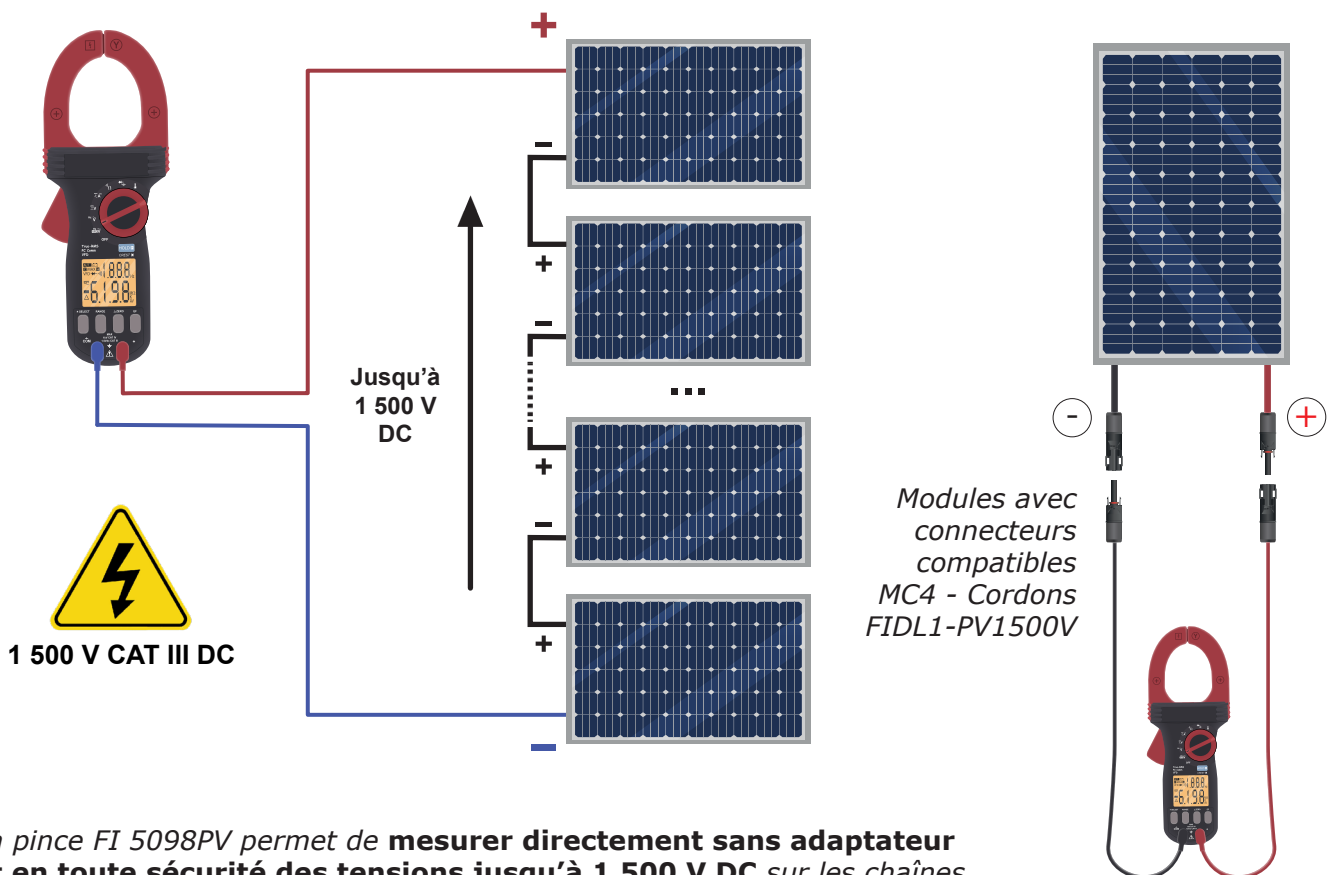 +
-
+
-
Jusqu'à
1 500 V
DC
...
+
-
+
-
1 500 V CAT III DC
-
+
Modules avec
connecteurs
compatibles
MC4 - Cordons
FIDL1-PV1500V
pince FI 5098PV permet de mesurer directement sans adaptateur
en toute sécurité des tensions jusqu'à 1 500 V DC sur les chaînes